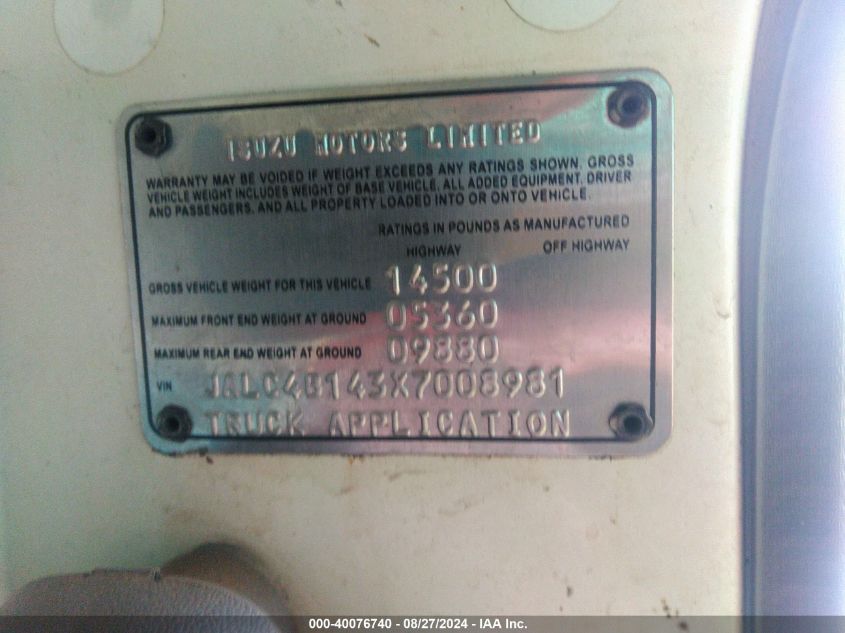 ISUZU MOTORS LIMITED
WARRANTY MAY BE VOIDED IF WEIGHT EXCEEDS ANY RATINGS SHOWN. GROSS
VEHICLE WEIGHT INCLUDES WEIGHT OF BASE VEHICLE, ALL ADDED EQUIPMENT, DRIVER
AND PASSENGERS, AND ALL PROPERTY LOADED INTO OR ONTO VEHICLE.
RATINGS IN POUNDS AS MANUFACTURED
HIGHWAY OFF HIGHWAY
GROSS VEHICLE WEIGHT FOR THIS VEHICLE 14500
MAXIMUM FRONT END WEIGHT AT GROUND 05360
MAXIMUM REAR END WEIGHT AT GROUND 09880
VIN JALC4B143X7008981
TRUCK APPLICATION
000-40076740 - 08/27/2024 - IAA Inc.